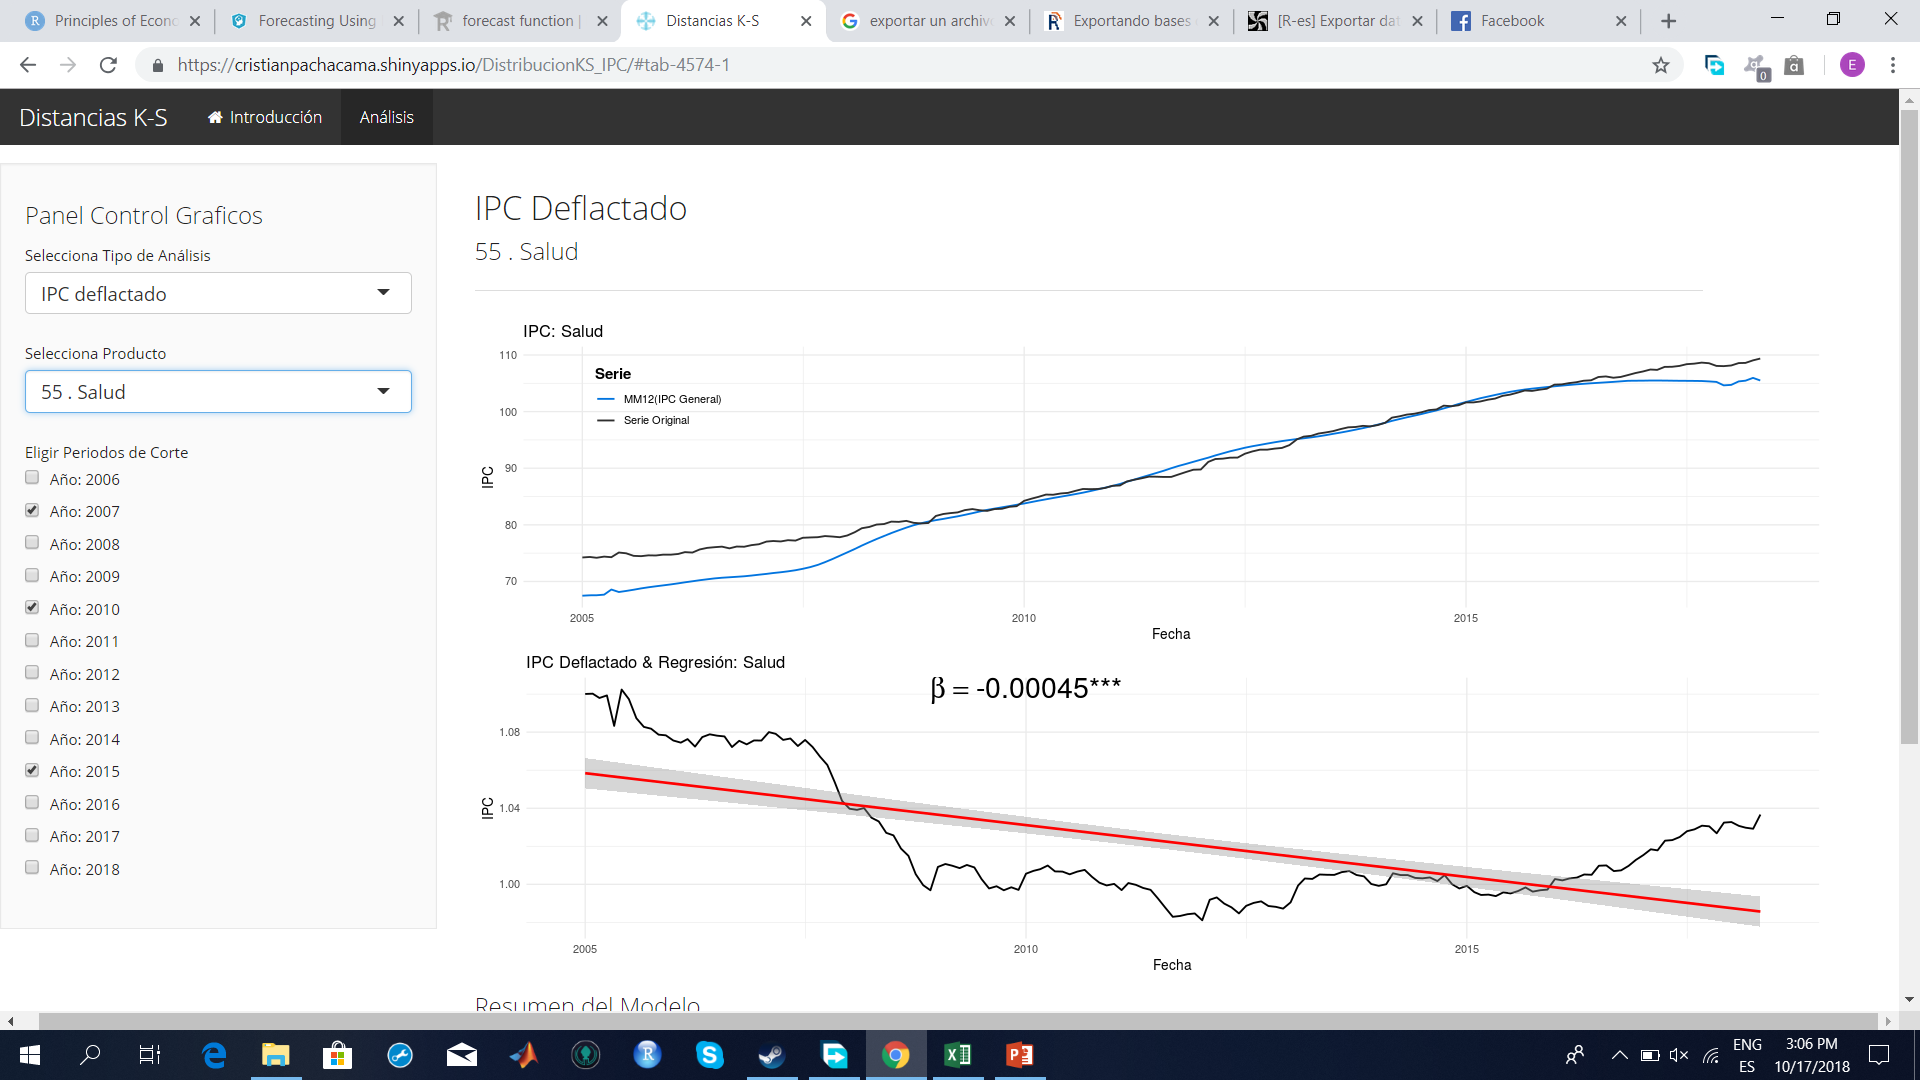 Principles of Econo
Forecasting Using
forecast function |
Distancias K-S
exportar un archiv
Exportando bases
[R-es] Exportar dat
Facebook
https://cristianpachacama.shinyapps.io/DistribucionKS_IPC/#tab-4574-1
0
E
Distancias K-S
Introducción
Análisis
Panel Control Graficos
Selecciona Tipo de Análisis
IPC deflactado
Selecciona Producto
55 . Salud
Eligir Periodos de Corte
Año: 2006
Año: 2007
Año: 2008
Año: 2009
Año: 2010
Año: 2011
Año: 2012
Año: 2013
Año: 2014
Año: 2015
Año: 2016
Año: 2017
Año: 2018
IPC Deflactado
55 . Salud
IPC: Salud
110
100
90
80
70
IPC
Serie
MM12(IPC General)
Serie Original
2005
2010
2015
Fecha
IPC Deflactado & Regresión: Salud
β = -0.00045***
1.08
1.04
1.00
IPC
2005
2010
2015
Fecha
Resumen del Modelo
ENG
ES
3:06 PM
10/17/2018